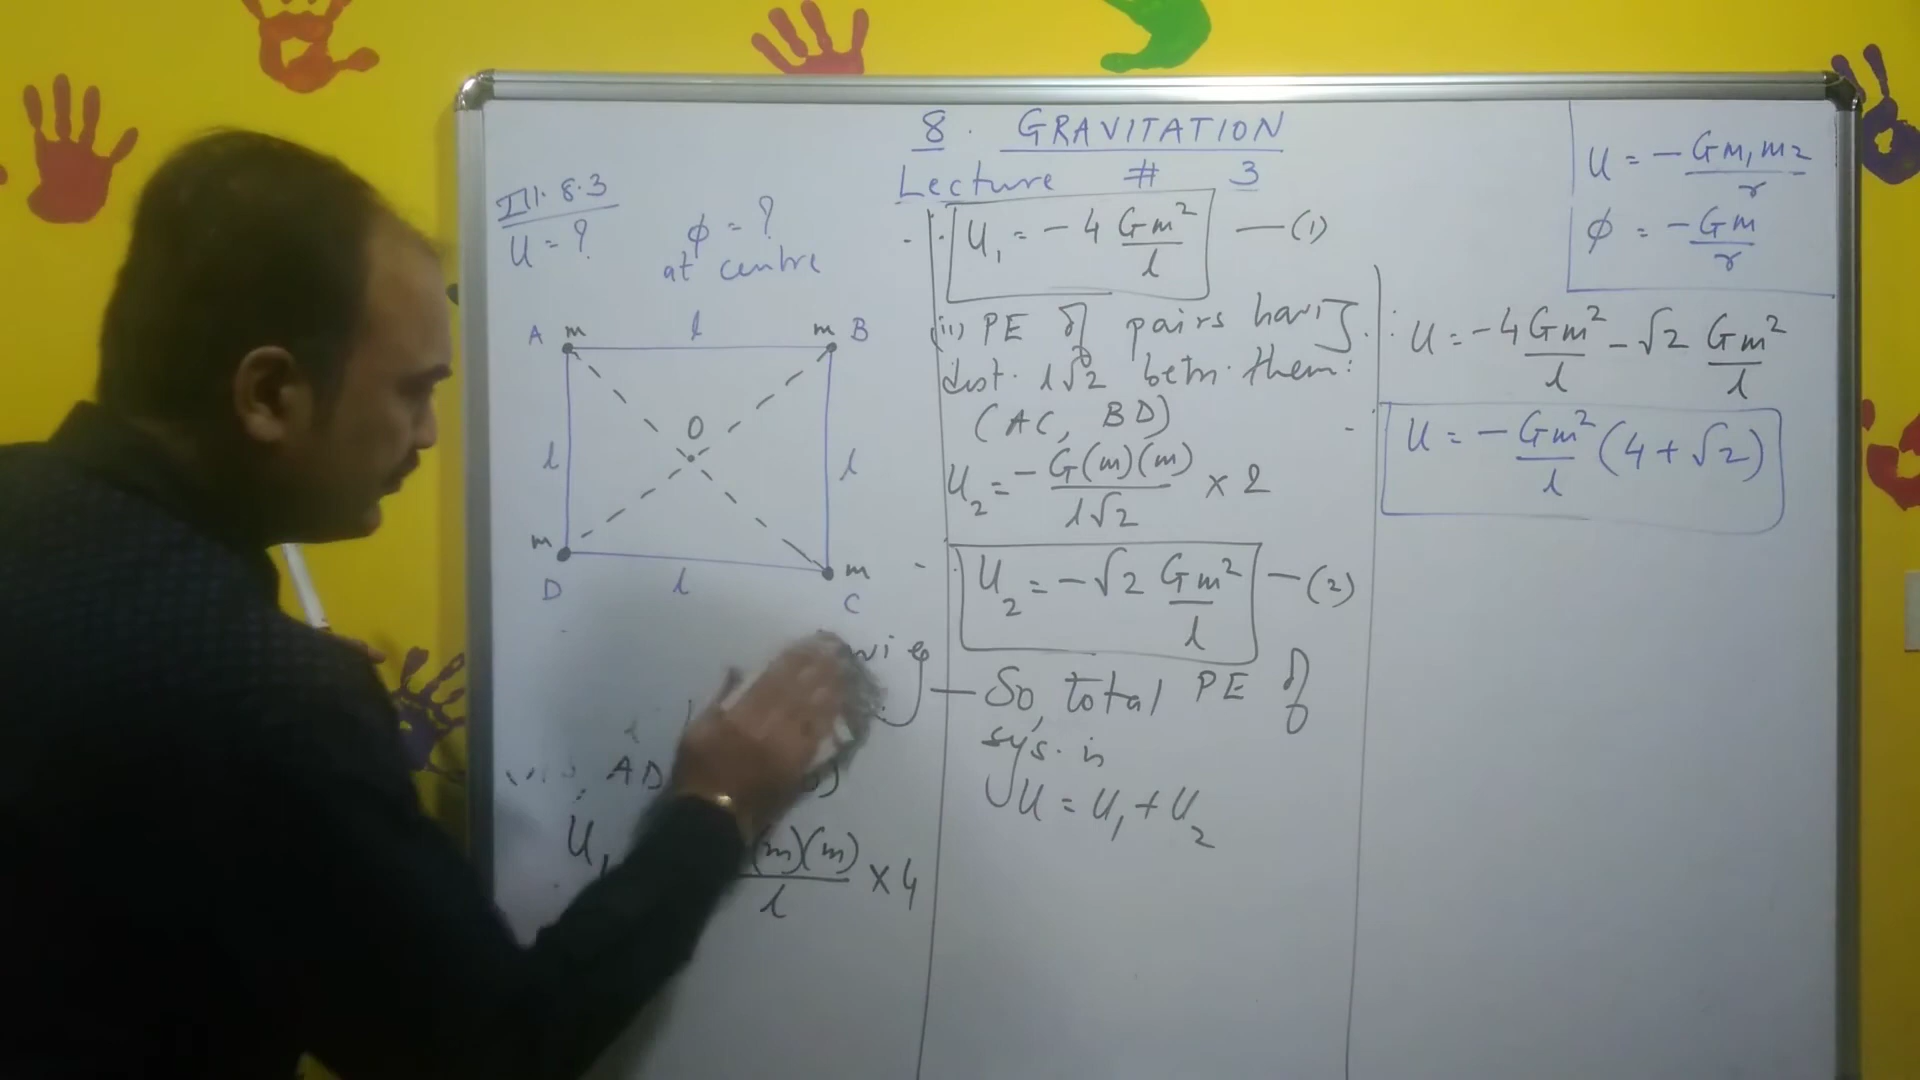 8. GRAVITATION
Lecture # 3
Ill. 8.3
U = ?
ϕ = ?
at centre
A m l m B
O
l l
m m
D l C
AD
U₁ (m)(m)/l × 4
∴ U₁ = -4 Gm²/l —(1)
(ii) PE of pairs having
dist. l√2 betn. them:
(AC, BD)
U₂ = -G(m)(m)/l√2 × 2
∴ U₂ = -√2 Gm²/l —(2)
So, total PE of
sys. is
U = U₁ + U₂
U = -Gm₁m₂/r
ϕ = -Gm/r
∴ U = -4Gm²/l - √2 Gm²/l
U = -Gm²/l (4+√2)